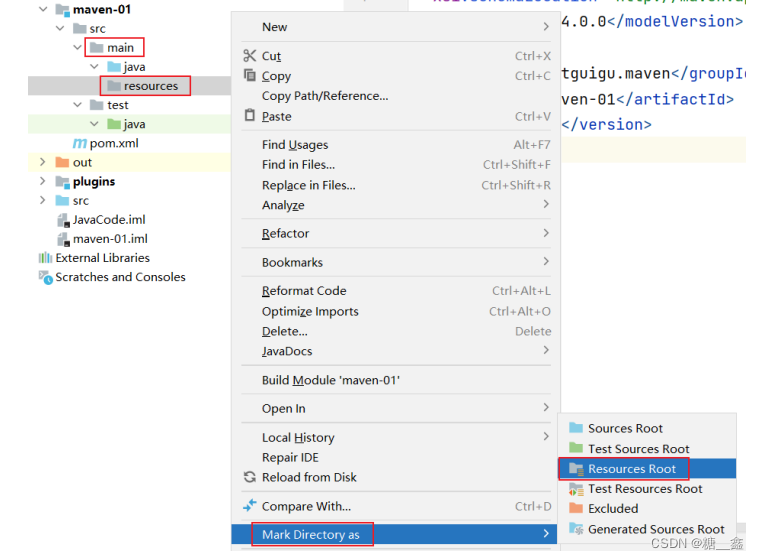 maven-01
src
main
java
resources
test
java
pom.xml
out
plugins
src
JavaCode.iml
maven-01.iml
External Libraries
Scratches and Consoles
New
Cut Ctrl+X
Copy Ctrl+C
Copy Path/Reference...
Paste Ctrl+V
Find Usages Alt+F7
Find in Files... Ctrl+Shift+F
Replace in Files... Ctrl+Shift+R
Analyze
Refactor
Bookmarks
Reformat Code Ctrl+Alt+L
Optimize Imports Ctrl+Alt+O
Delete... Delete
JavaDocs
Build Module 'maven-01'
Open In
Local History
Repair IDE
Reload from Disk
Compare With... Ctrl+D
Mark Directory as
4.0.0</modelVersion>
tguigu.maven</groupId
ven-01</artifactId>
</version>
Sources Root
Test Sources Root
Resources Root
Test Resources Root
Excluded
Generated Sources Root
CSDN @糖__鑫